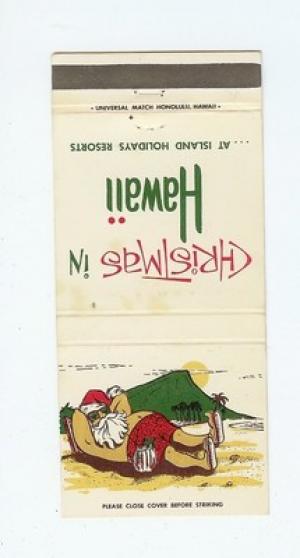 • UNIVERSAL MATCH HONOLULU, HAWAII •
CHRISTMAS IN
HAWAII
... AT ISLAND HOLIDAYS RESORTS
PLEASE CLOSE COVER BEFORE STRIKING